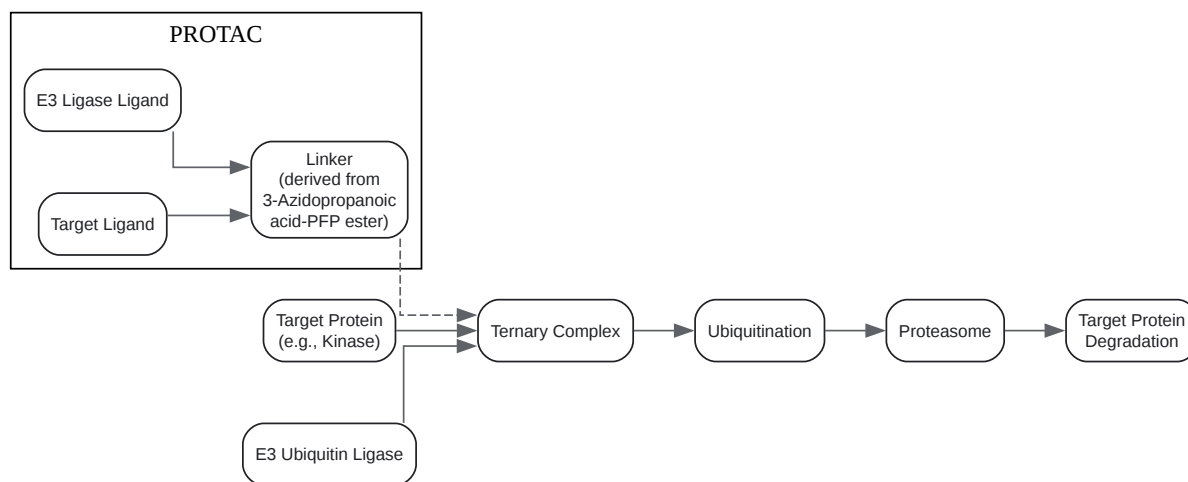 PROTAC
E3 Ligase Ligand
Linker
(derived from
3-Azidopropanoic
acid-PFP ester)
Target Ligand
Target Protein
(e.g., Kinase)
Ternary Complex
Ubiquitination
Proteasome
Target Protein
Degradation
E3 Ubiquitin Ligase